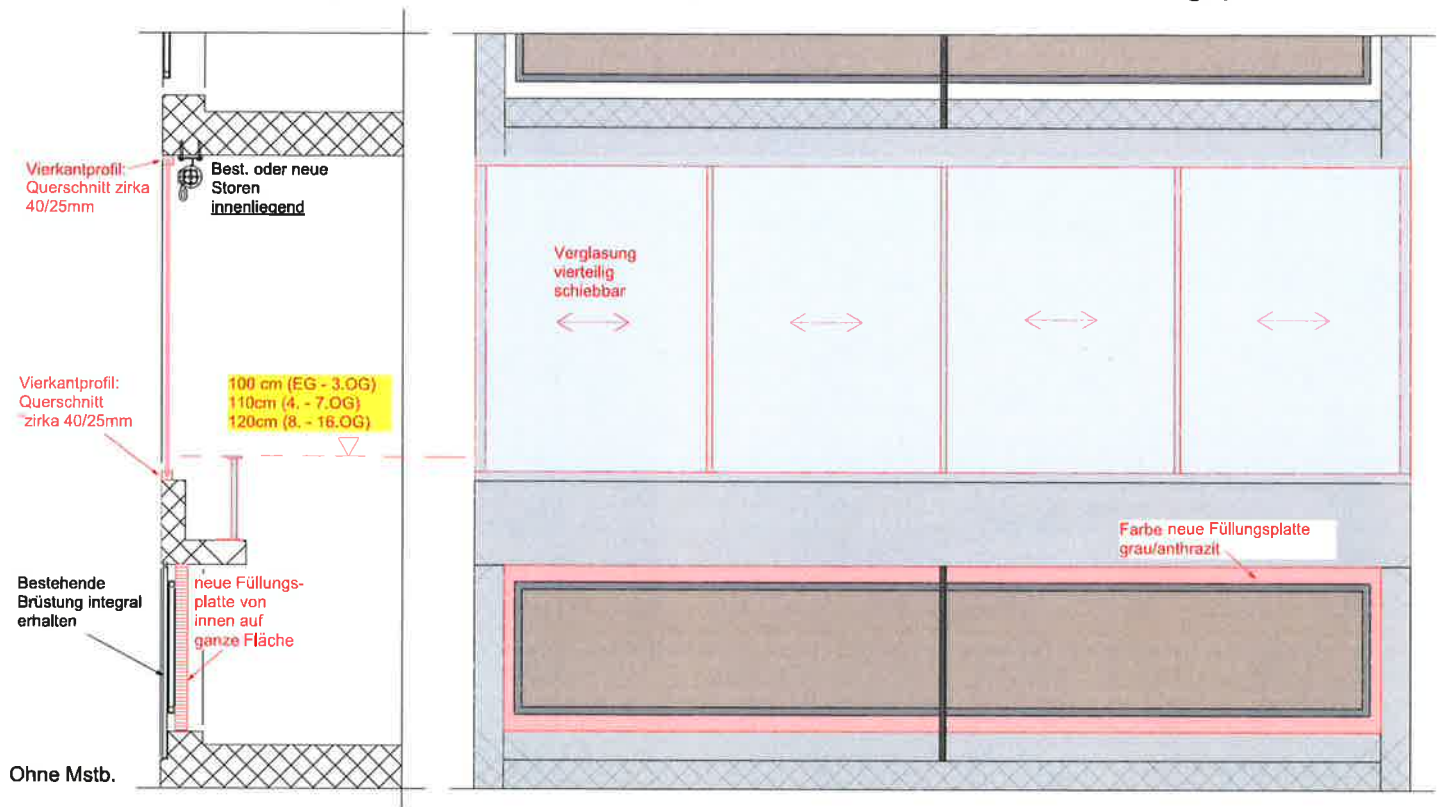 Vierkantprofil:
Querschnitt zirka
40/25mm
Best. oder neue
Storen
innenliegend
Verglasung
vierteilig
schiebbar
Vierkantprofil:
Querschnitt
zirka 40/25mm
100 cm (EG - 3.OG)
110cm (4. - 7.OG)
120cm (8. - 16.OG)
Farbe neue Füllungsplatte
grau/anthrazit
Bestehende
Brüstung integral
erhalten
neue Füllungs-
platte von
innen auf
ganze Fläche
Ohne Mstb.